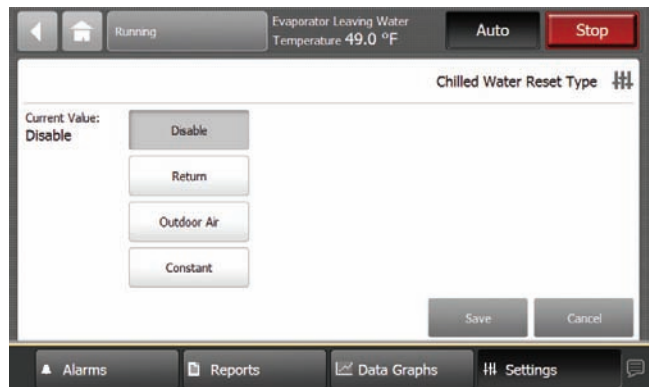 Running
Evaporator Leaving Water
Temperature 49.0 °F
Auto
Stop
Chilled Water Reset Type
Current Value:
Disable
Disable
Return
Outdoor Air
Constant
Save
Cancel
Alarms
Reports
Data Graphs
Settings